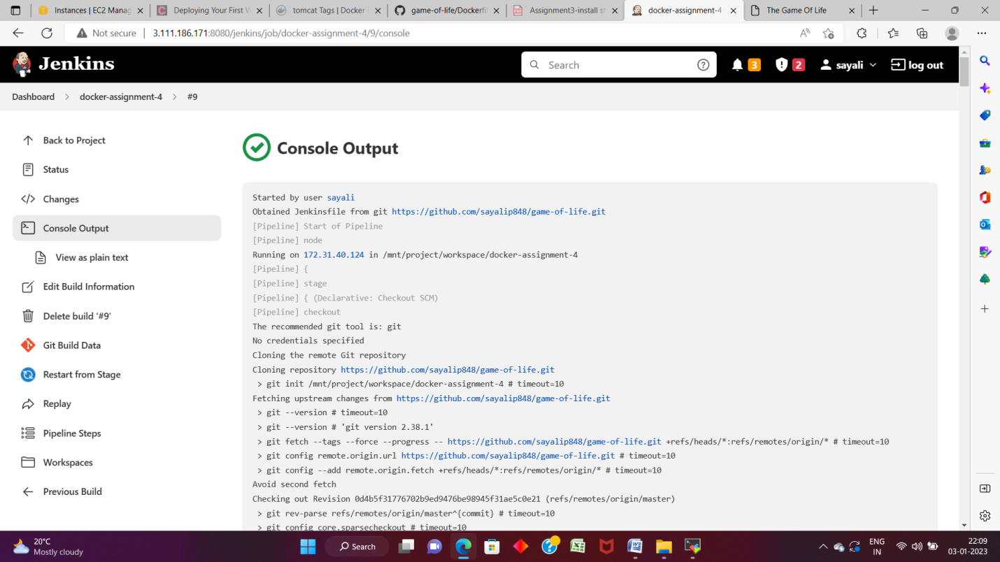 Instances | EC2 Manag
Deploying Your First V
tomcat Tags | Docker
game-of-life/Dockerfi
Assignment3-install st
docker-assignment-4
The Game Of Life
Not secure
3.111.186.171:8080/jenkins/job/docker-assignment-4/9/console
Jenkins
Search
3
2
sayali
log out
Dashboard
docker-assignment-4
#9
Back to Project
Status
Changes
Console Output
View as plain text
Edit Build Information
Delete build ‘#9’
Git Build Data
Restart from Stage
Replay
Pipeline Steps
Workspaces
Previous Build
Console Output
Started by user sayali
Obtained Jenkinsfile from git https://github.com/sayalip848/game-of-life.git
[Pipeline] Start of Pipeline
[Pipeline] node
Running on 172.31.40.124 in /mnt/project/workspace/docker-assignment-4
[Pipeline] {
[Pipeline] stage
[Pipeline] { (Declarative: Checkout SCM)
[Pipeline] checkout
The recommended git tool is: git
No credentials specified
Cloning the remote Git repository
Cloning repository https://github.com/sayalip848/game-of-life.git
> git init /mnt/project/workspace/docker-assignment-4 # timeout=10
Fetching upstream changes from https://github.com/sayalip848/game-of-life.git
> git --version # timeout=10
> git --version # 'git version 2.38.1'
> git fetch --tags --force --progress -- https://github.com/sayalip848/game-of-life.git +refs/heads/*:refs/remotes/origin/* # timeout=10
> git config remote.origin.url https://github.com/sayalip848/game-of-life.git # timeout=10
> git config --add remote.origin.fetch +refs/heads/*:refs/remotes/origin/* # timeout=10
Avoid second fetch
Checking out Revision 0d4b5f31776702b9ed9476be98945f31ae5c0e21 (refs/remotes/origin/master)
> git rev-parse refs/remotes/origin/master^{commit} # timeout=10
> git config core.sparsecheckout # timeout=10
20°C
Mostly cloudy
Search
ENG
IN
22:09
03-01-2023